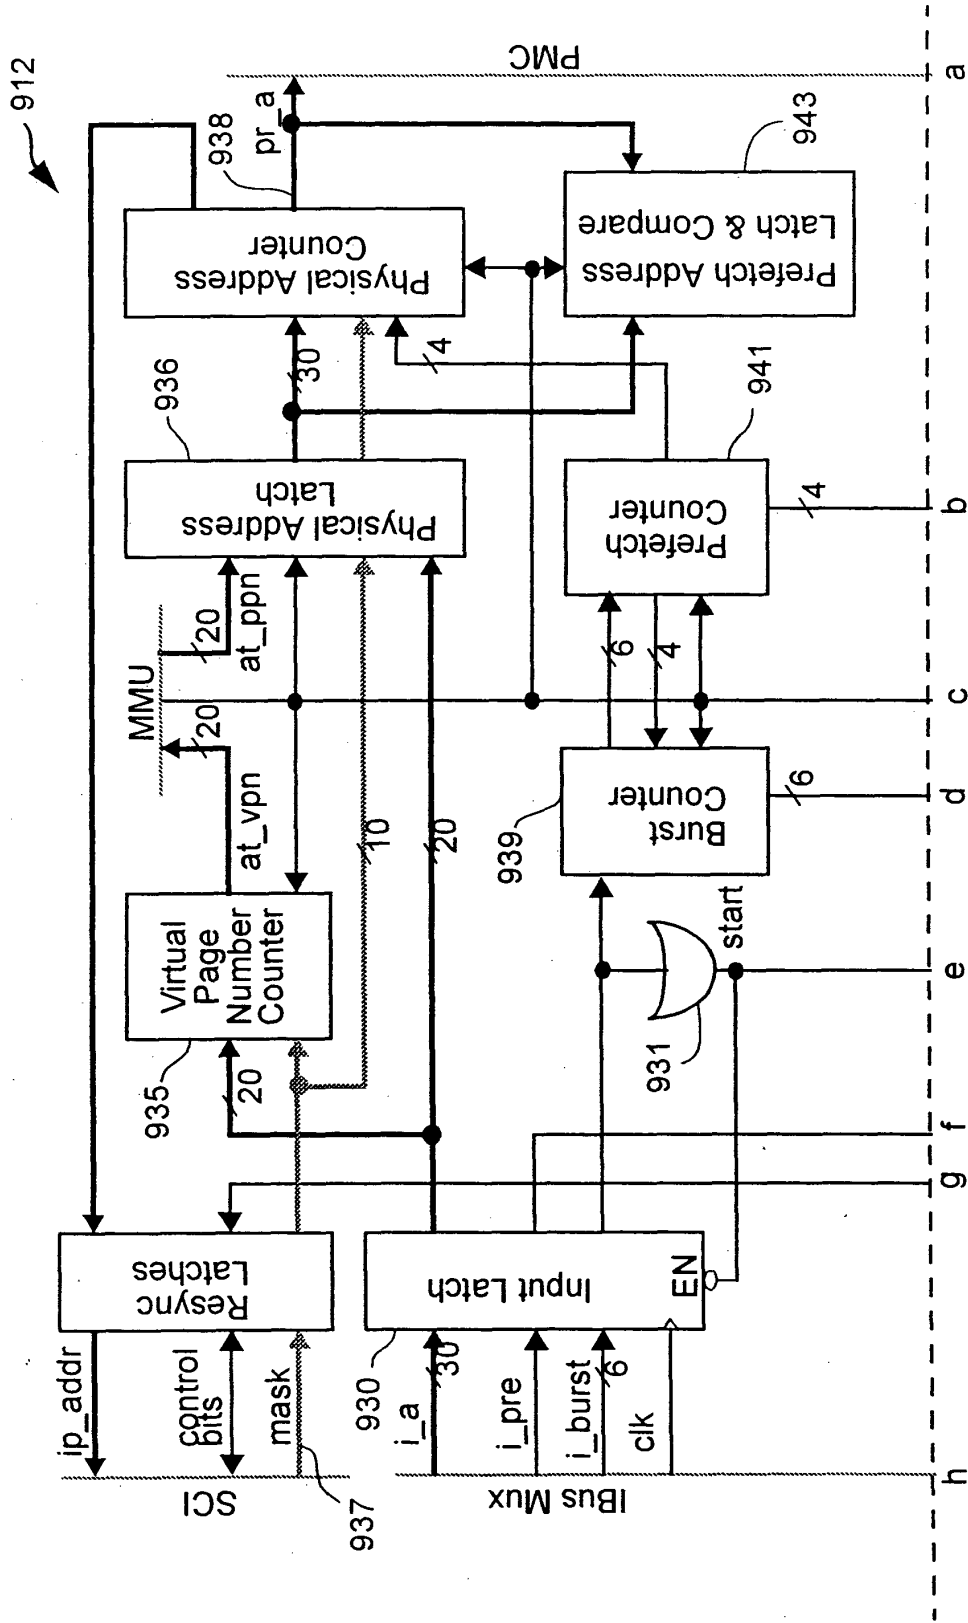 912
PMC
pr_a
938
Physical Address
Counter
943
Prefetch Address
Latch & Compare
30
4
936
941
Physical Address
Latch
Prefetch
Counter
4
MMU
20
at_ppn
20
at_vpn
6
4
10
20
939
Burst
Counter
6
Virtual
Page
Number
Counter
935
20
931
start
Resync
Latches
Input Latch
EN
930
ip_addr
control
bits
mask
937
SCI
i_a
30
i_pre
i_burst
6
clk
IBus Mux
a
b
c
d
e
f
g
h